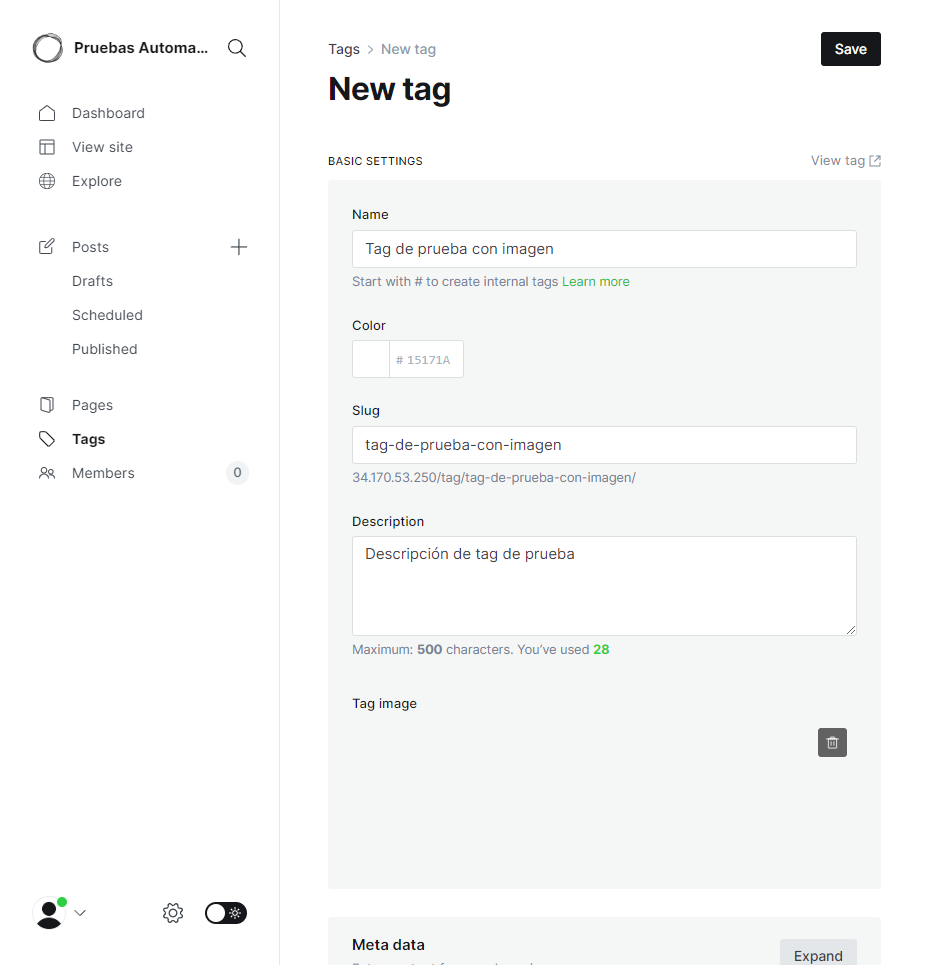 Pruebas Automa...
Dashboard
View site
Explore
Posts
Drafts
Scheduled
Published
Pages
Tags
Members 0
Tags > New tag
Save
New tag
BASIC SETTINGS
View tag
Name
Tag de prueba con imagen
Start with # to create internal tags Learn more
Color
# 15171A
Slug
tag-de-prueba-con-imagen
34.170.53.250/tag/tag-de-prueba-con-imagen/
Description
Descripción de tag de prueba
Maximum: 500 characters. You’ve used 28
Tag image
Meta data
Expand